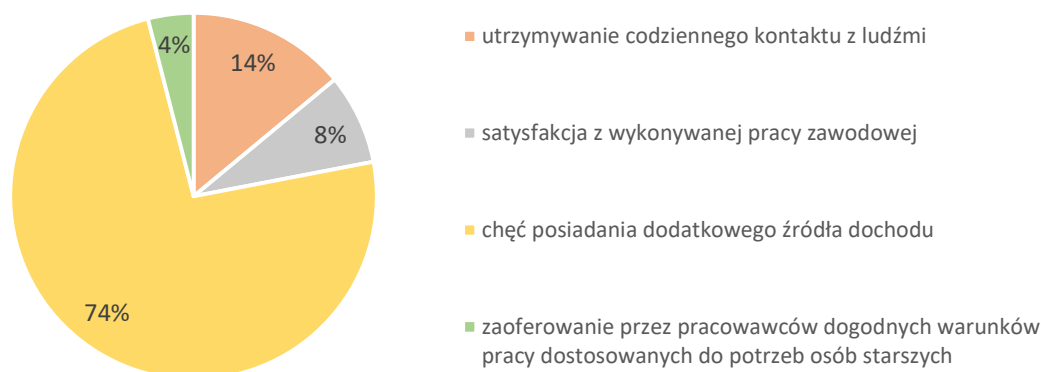 4%
14%
8%
74%
utrzymywanie codziennego kontaktu z ludźmi
satysfakcja z wykonywanej pracy zawodowej
chęć posiadania dodatkowego źródła dochodu
zaoferowanie przez pracowawców dogodnych warunków
pracy dostosowanych do potrzeb osób starszych